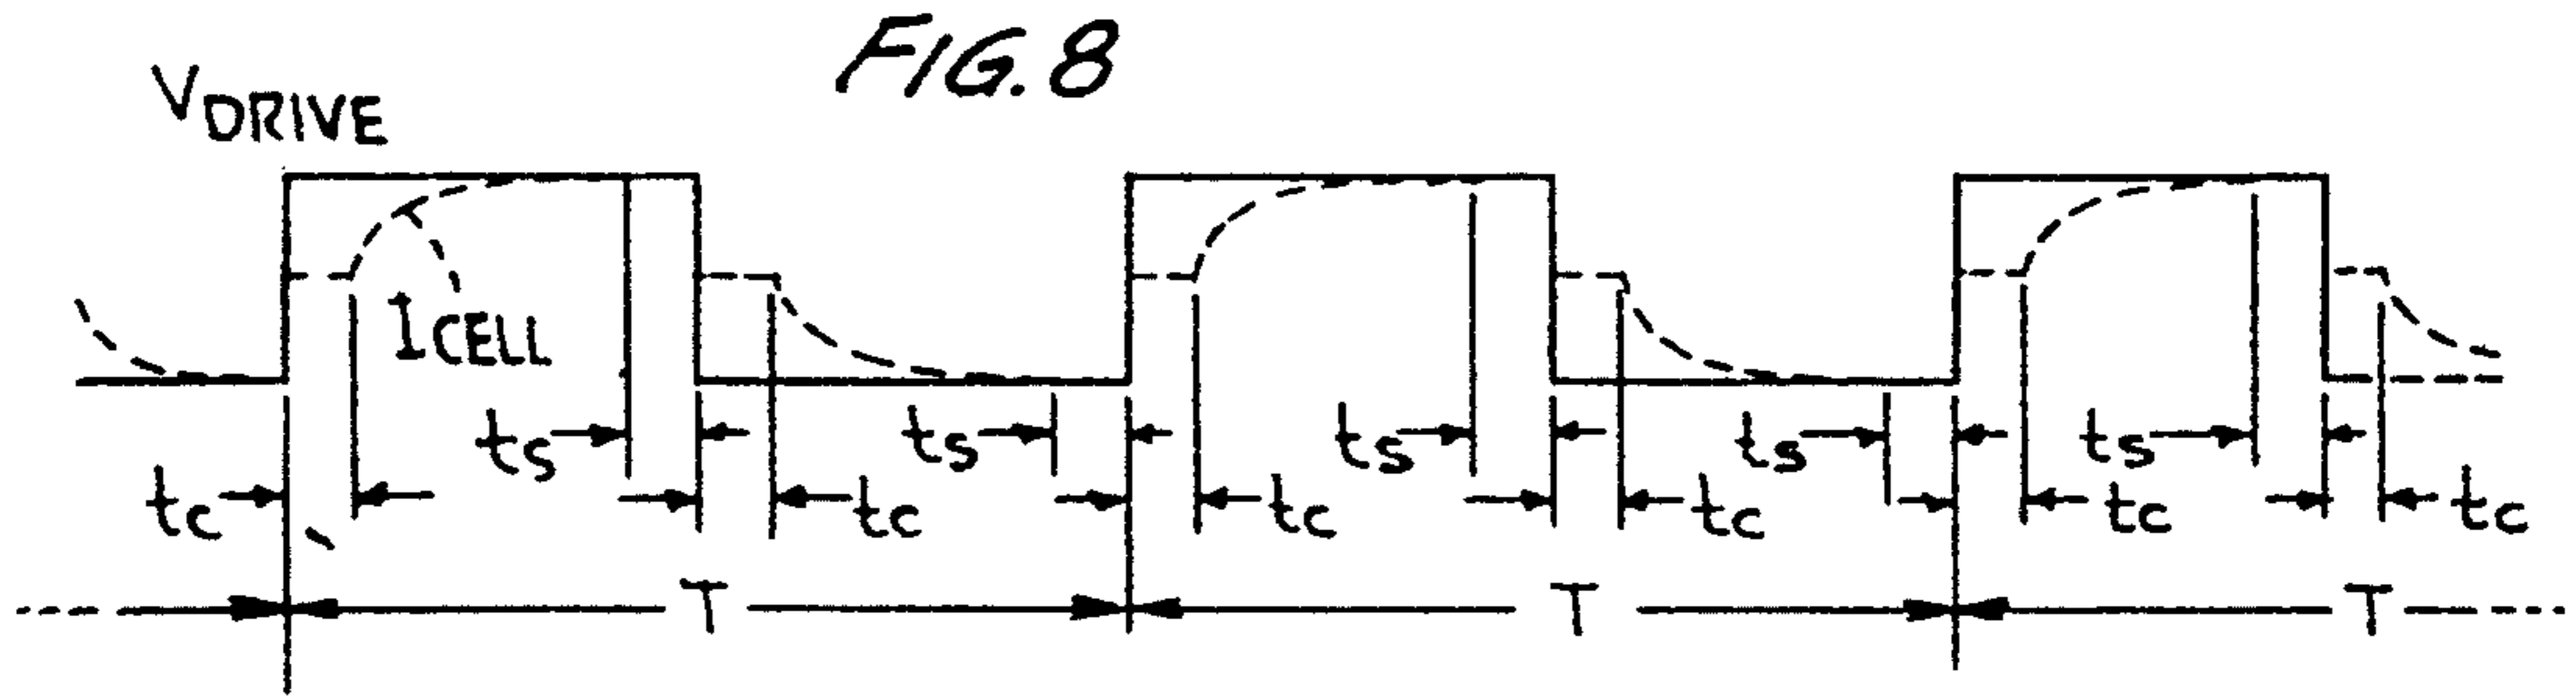 FIG. 8
VDRIVE
ICELL
ts ts ts ts ts
tc tc tc tc tc tc
T T T